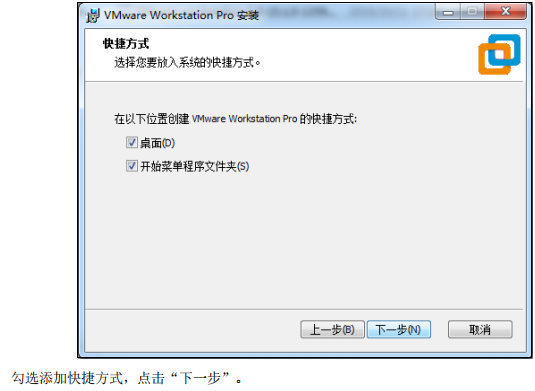 VMware Workstation Pro 安装
快捷方式
选择您要放入系统的快捷方式。
在以下位置创建 VMware Workstation Pro 的快捷方式:
桌面(D)
开始菜单程序文件夹(S)
上一步(B) 下一步(N) 取消
勾选添加快捷方式，点击“下一步”。